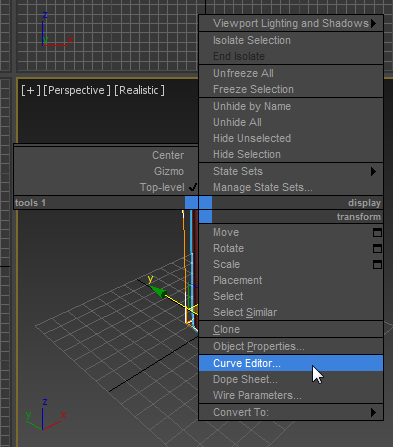 z
y
x
[+] [Perspective] [Realistic]
Center
Gizmo
Top-level
tools 1
Viewport Lighting and Shadows
Isolate Selection
End Isolate
Unfreeze All
Freeze Selection
Unhide by Name
Unhide All
Hide Unselected
Hide Selection
State Sets
Manage State Sets...
display
transform
Move
Rotate
Scale
Placement
Select
Select Similar
Clone
Object Properties...
Curve Editor...
Dope Sheet...
Wire Parameters...
Convert To:
y
z
y
x